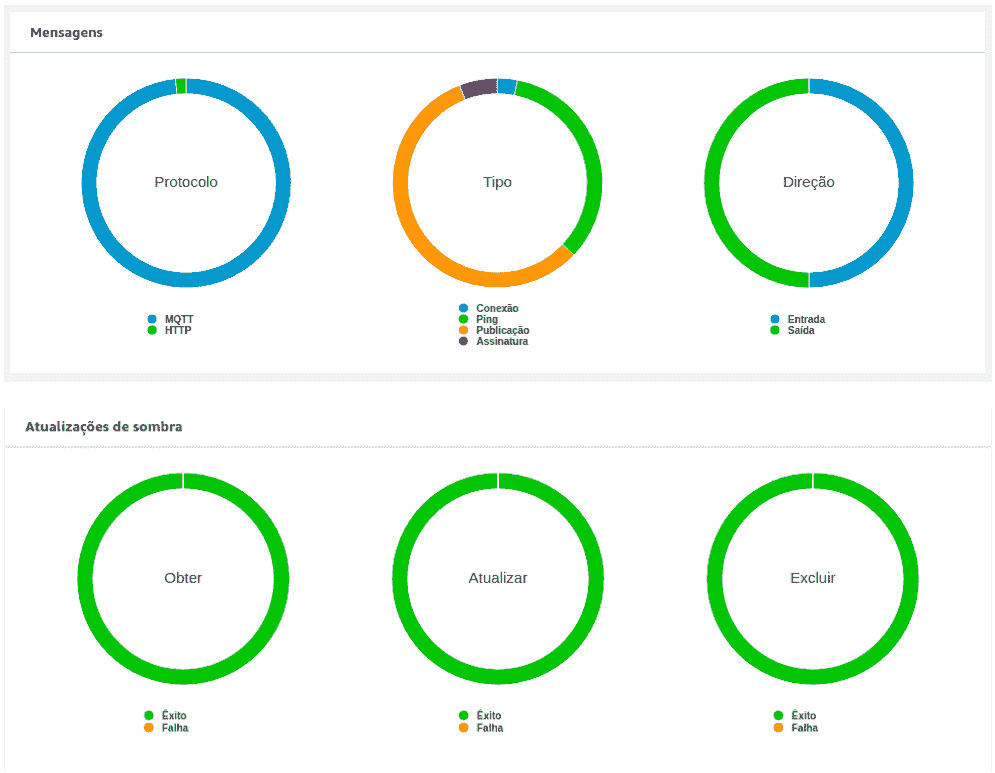 Mensagens
Protocolo
MQTT
HTTP
Tipo
Conexão
Ping
Publicação
Assinatura
Direção
Entrada
Saída
Atualizações de sombra
Obter
Êxito
Falha
Atualizar
Êxito
Falha
Excluir
Êxito
Falha